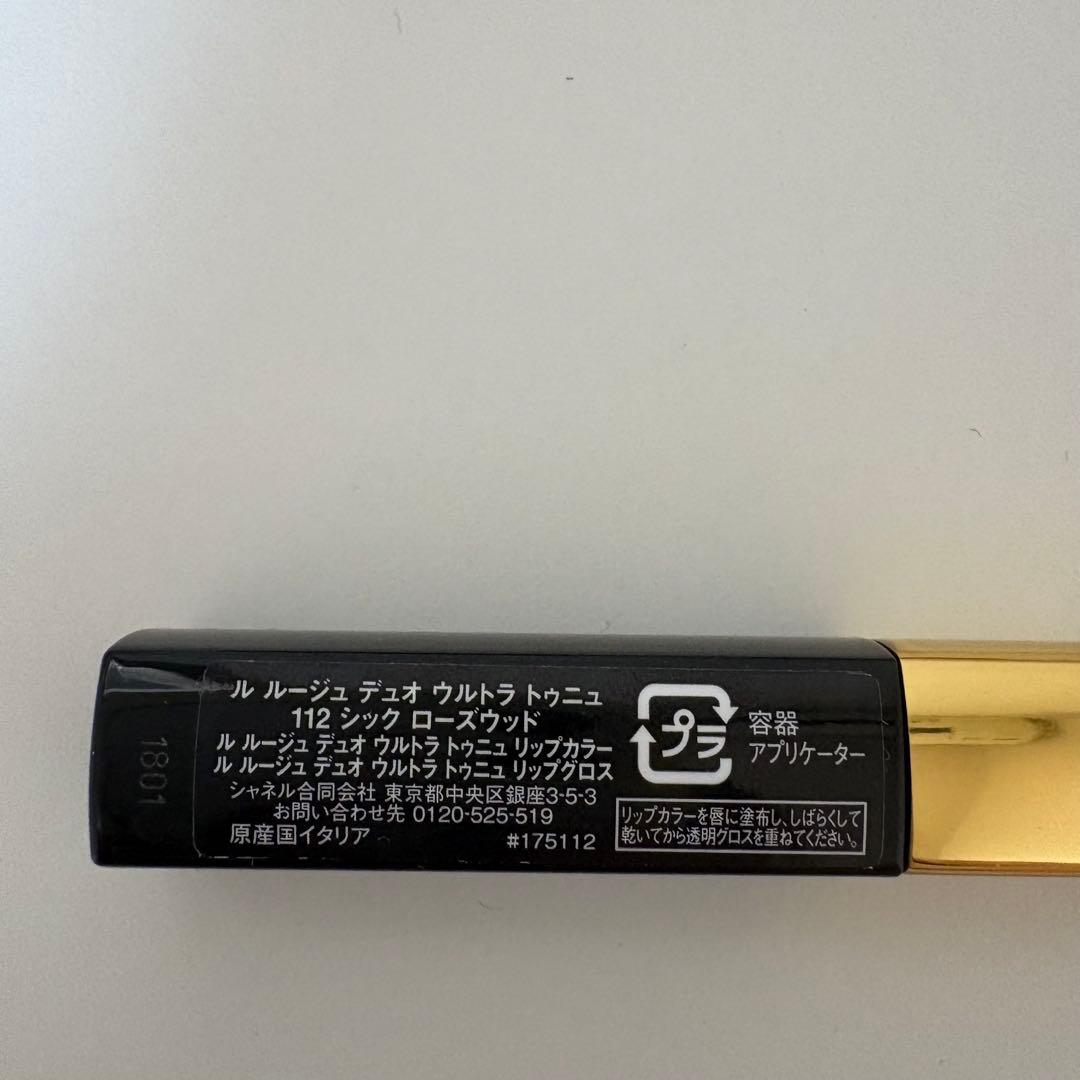 ル ルージュ デュオ ウルトラ トゥニュ
112 シック ローズウッド
ル ルージュ デュオ ウルトラ トゥニュ リップカラー
ル ルージュ デュオ ウルトラ トゥニュ リップグロス
シャネル合同会社 東京都中央区銀座3-5-3
お問い合わせ先 0120-525-519
原産国イタリア #175112
プラ
容器
アプリケーター
リップカラーを唇に塗布し、しばらくして
乾いてから透明グロスを重ねてください。
1801